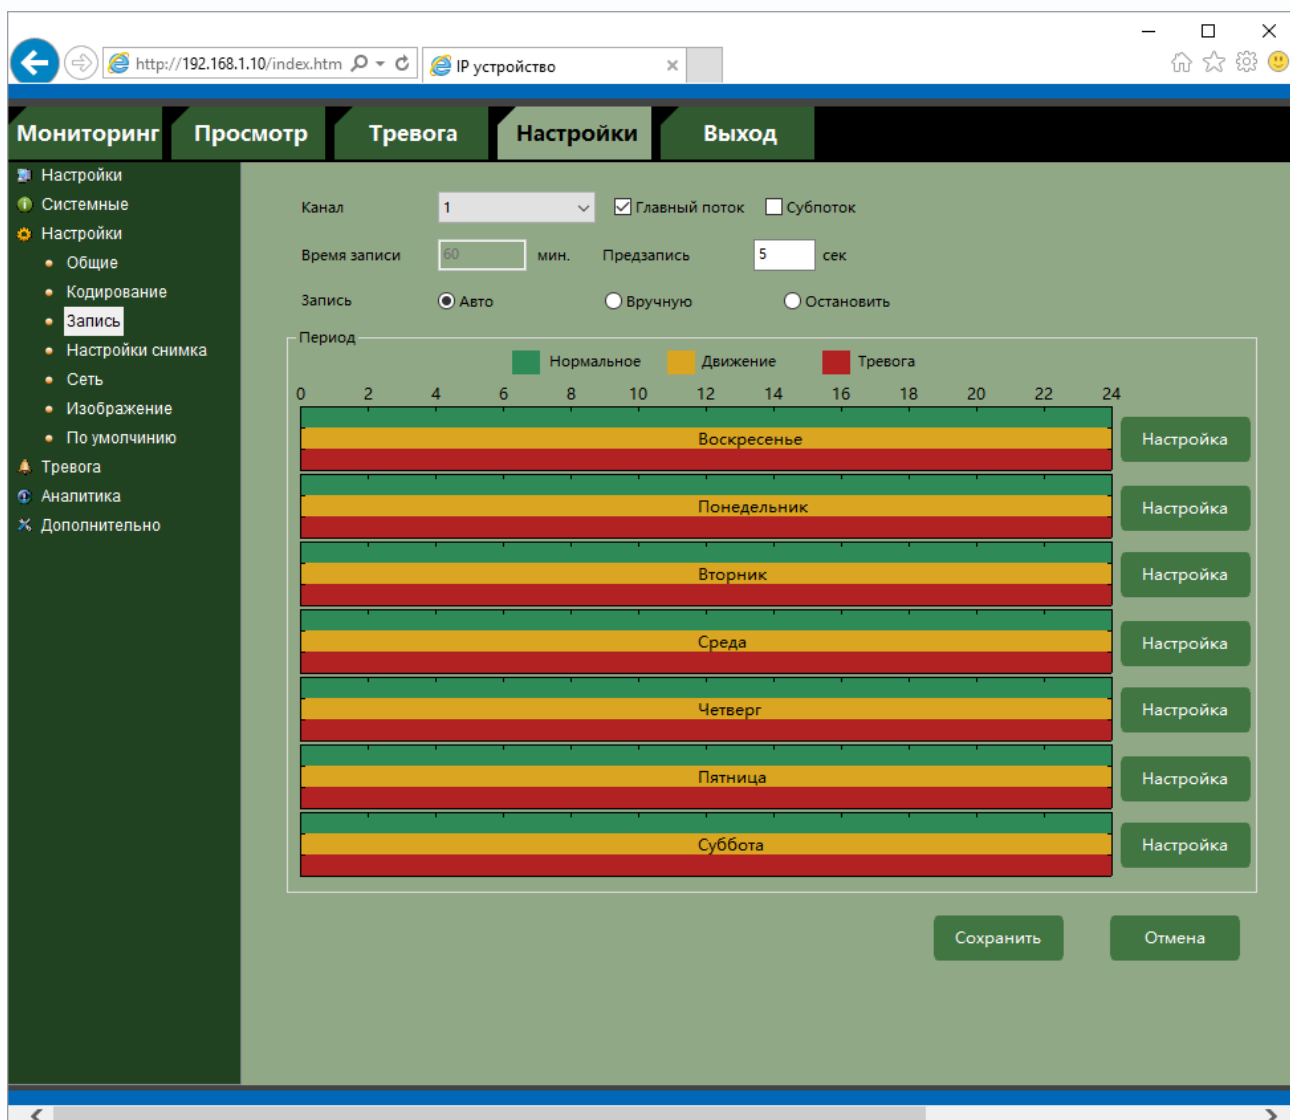 http://192.168.1.10/index.htm
IP устройство
Мониторинг Просмотр Тревога Настройки Выход
Настройки
Системные
Настройки
Общие
Кодирование
Запись
Настройки снимка
Сеть
Изображение
По умолчинию
Тревога
Аналитика
Дополнительно
Канал 1 Главный поток Субпоток
Время записи 60 мин. Предзапись 5 сек
Запись Авто Вручную Остановить
Период
Нормальное Движение Тревога
0 2 4 6 8 10 12 14 16 18 20 22 24
Воскресенье Настройка
Понедельник Настройка
Вторник Настройка
Среда Настройка
Четверг Настройка
Пятница Настройка
Суббота Настройка
Сохранить Отмена